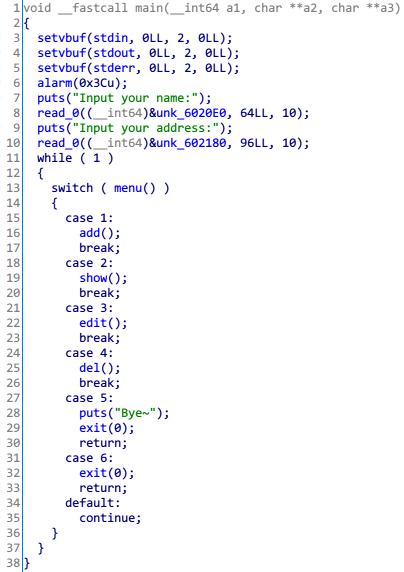 1 void __fastcall main(__int64 a1, char **a2, char **a3)
2 {
3   setvbuf(stdin, 0LL, 2, 0LL);
4   setvbuf(stdout, 0LL, 2, 0LL);
5   setvbuf(stderr, 0LL, 2, 0LL);
6   alarm(0x3Cu);
7   puts("Input your name:");
8   read_0((__int64)&unk_6020E0, 64LL, 10);
9   puts("Input your address:");
10   read_0((__int64)&unk_602180, 96LL, 10);
11   while ( 1 )
12   {
13     switch ( menu() )
14     {
15       case 1:
16         add();
17         break;
18       case 2:
19         show();
20         break;
21       case 3:
22         edit();
23         break;
24       case 4:
25         del();
26         break;
27       case 5:
28         puts("Bye~");
29         exit(0);
30         return;
31       case 6:
32         exit(0);
33         return;
34       default:
35         continue;
36     }
37   }
38 }